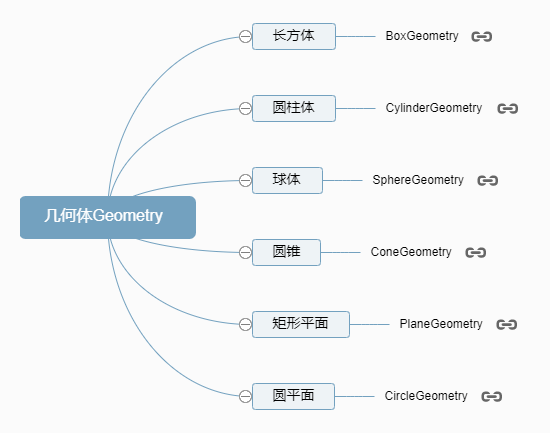 长方体 BoxGeometry
圆柱体 CylinderGeometry
球体 SphereGeometry
几何体Geometry
圆锥 ConeGeometry
矩形平面 PlaneGeometry
圆平面 CircleGeometry